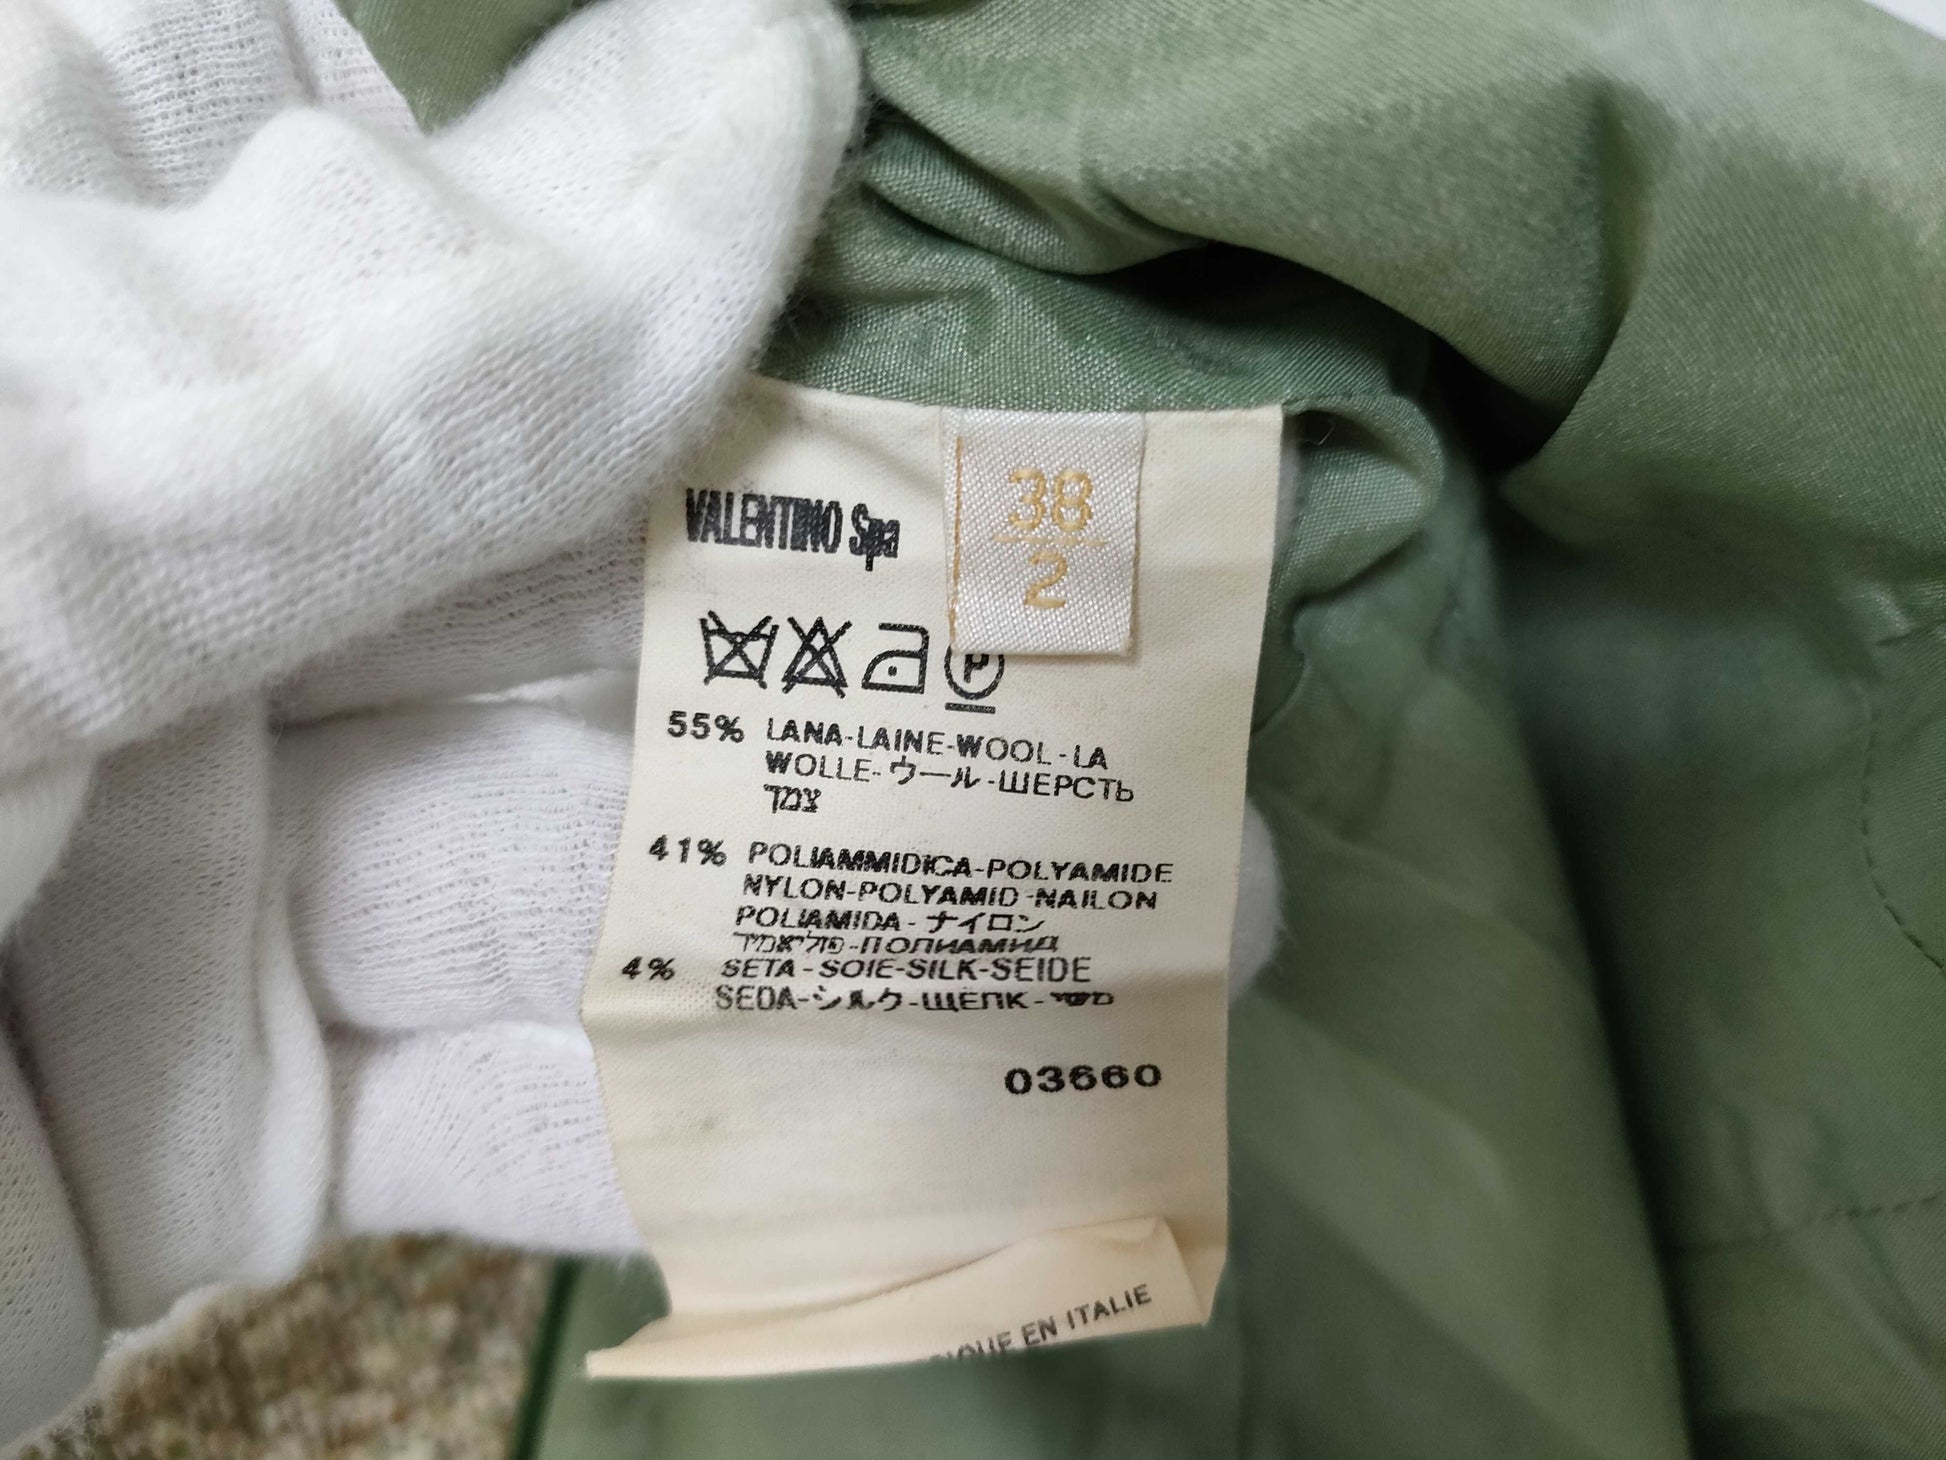 VALENTINO Spa
38
2
P
55% LANA-LAINE-WOOL-LA
WOLLE-ウール-ШЕРСТЬ
צמר
41% POLIAMMIDICA-POLYAMIDE
NYLON-POLYAMID-NAILON
POLIAMIDA-ナイロン
-ПОЛИАМИД
4% SETA-SOIE-SILK-SEIDE
SEDA-シルク-ШЕЛК-משי
03660
EN ITALIE